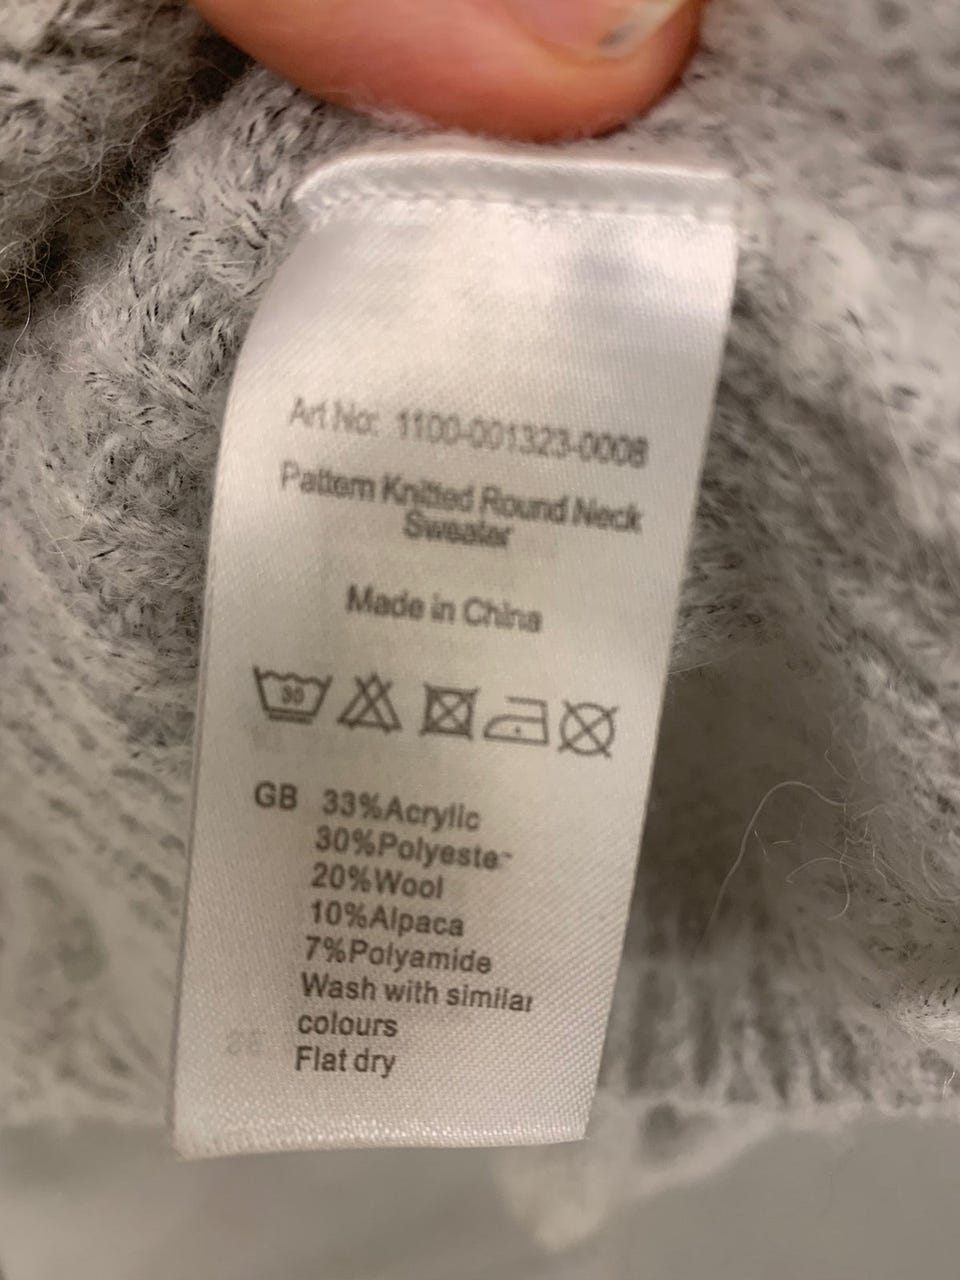 Art No: 1100-001323-0008
Pattern Knitted Round Neck
Sweater
Made in China
30
GB 33%Acrylic
30%Polyester
20%Wool
10%Alpaca
7%Polyamide
Wash with similar
colours
Flat dry